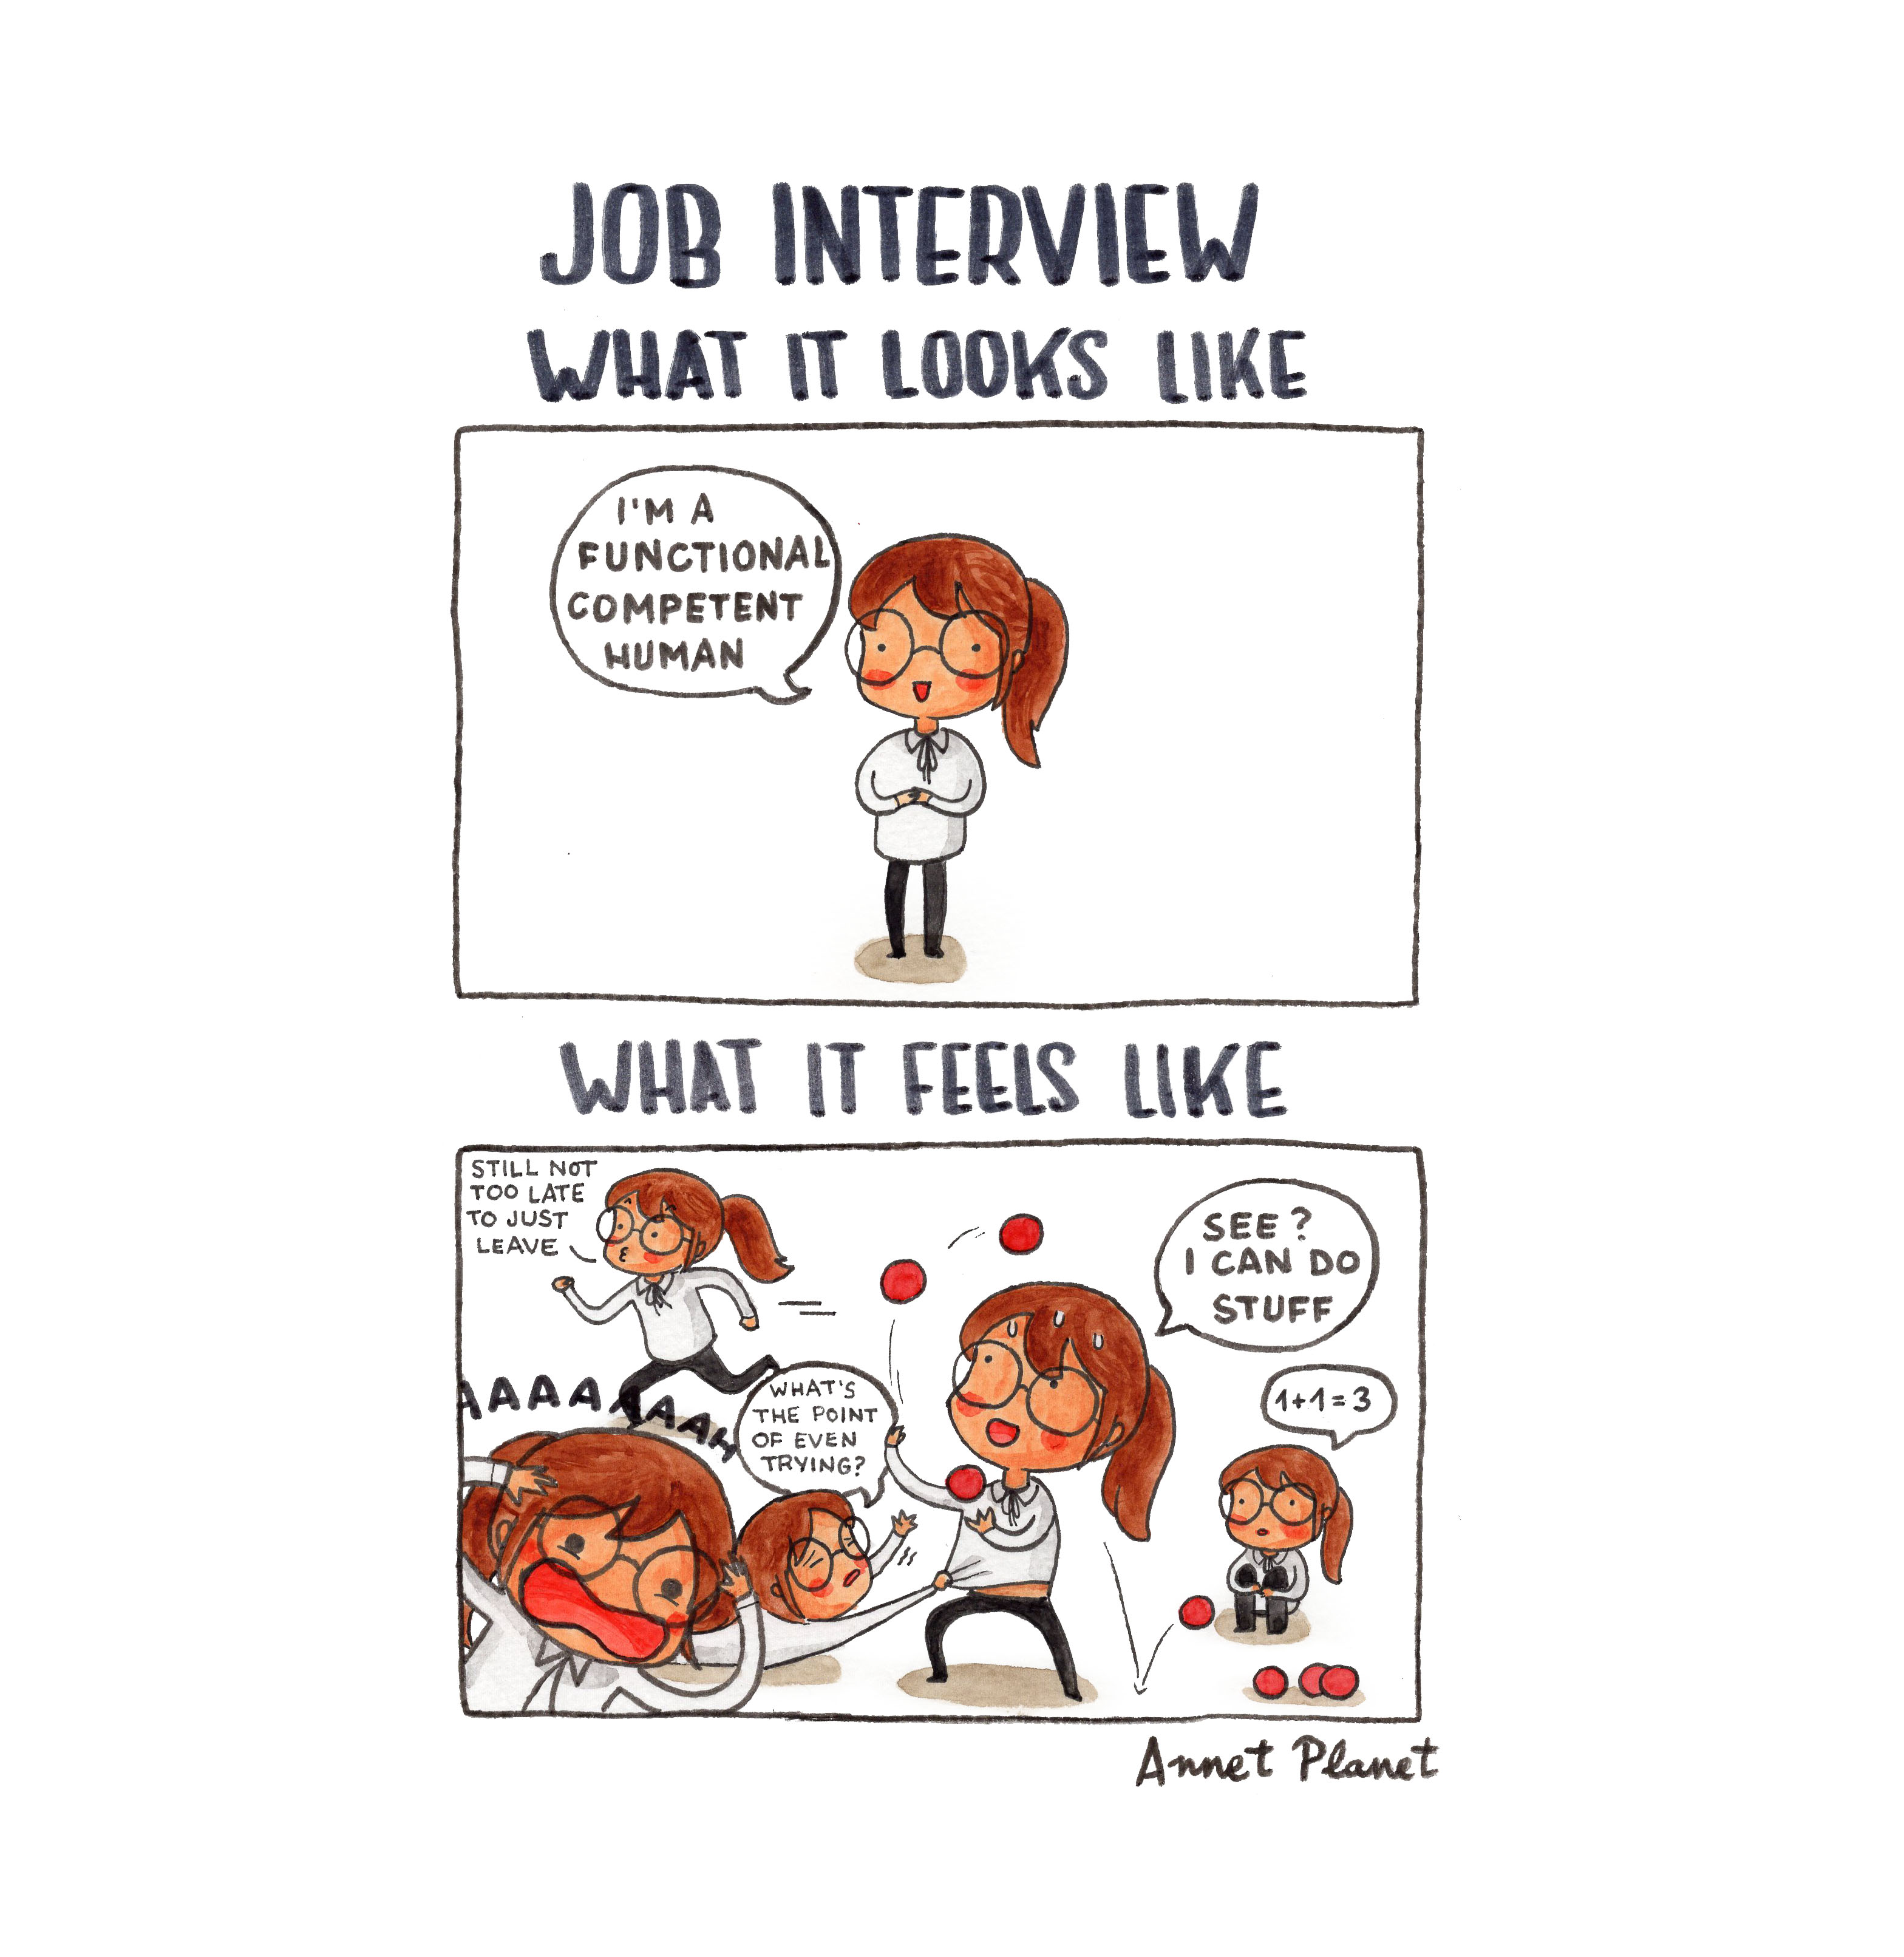 JOB INTERVIEW
WHAT IT LOOKS LIKE
I'M A
FUNCTIONAL
COMPETENT
HUMAN
WHAT IT FEELS LIKE
STILL NOT
TOO LATE
TO JUST
LEAVE
SEE?
I CAN DO
STUFF
AAAAAAAAH
WHAT'S
THE POINT
OF EVEN
TRYING?
1+1=3
Annet Planet